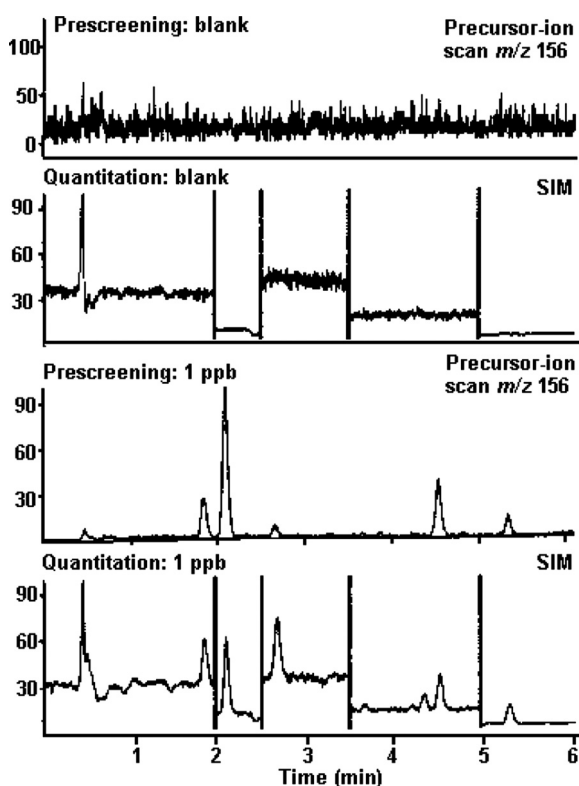 Prescreening: blank
Precursor-ion
scan m/z 156
100
50
0
Quantitation: blank
SIM
90
60
30
Prescreening: 1 ppb
Precursor-ion
scan m/z 156
90
60
30
Quantitation: 1 ppb
SIM
90
60
30
1 2 3 4 5 6
Time (min)